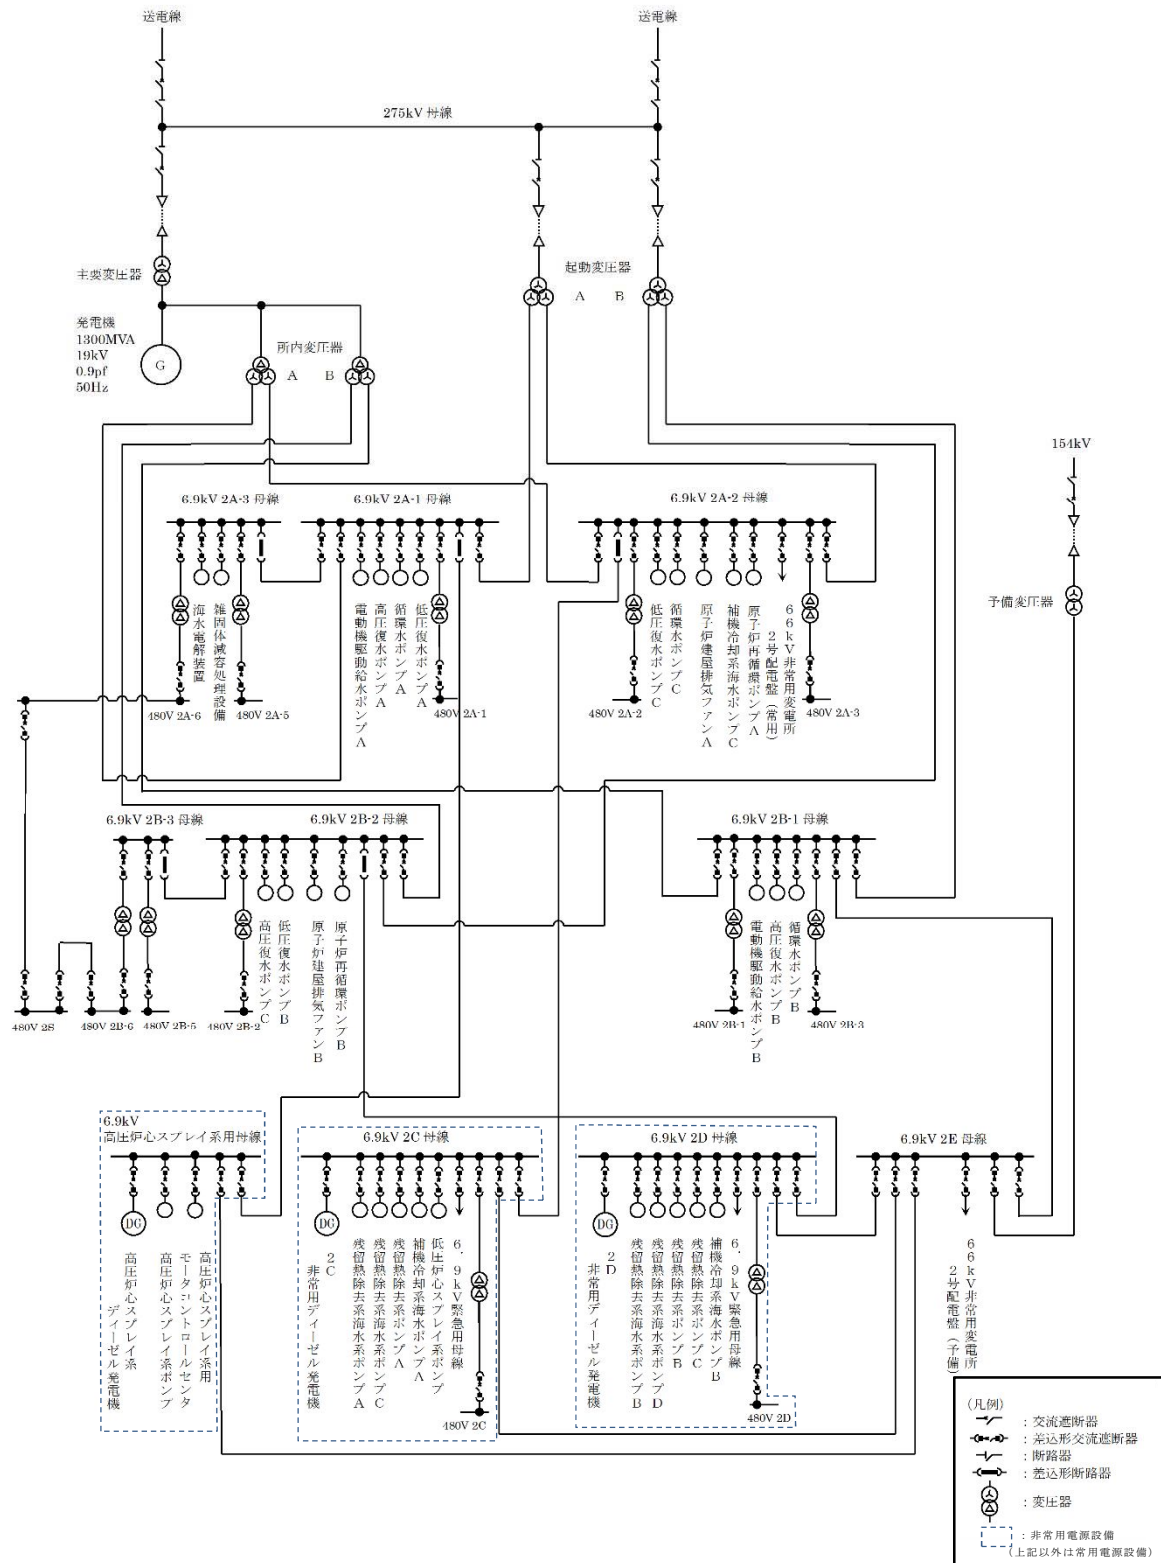 送電線
送電線
275kV 母線
主要変圧器
起動変圧器
A B
発電機
1300MVA
19kV
0.9pf
50Hz
G
所内変圧器
A B
154kV
予備変圧器
6.9kV 2A-3 母線
6.9kV 2A-1 母線
6.9kV 2A-2 母線
海水電解装置
雑固体減容処理設備
電動機駆動給水ポンプA
高圧復水ポンプA
循環水ポンプA
低圧復水ポンプA
低圧復水ポンプC
循環水ポンプC
原子炉建屋排気ファンA
補機冷却系海水ポンプC
原子炉再循環ポンプA
66kV非常用変電所
2号配電盤(常用)
480V 2A-6
480V 2A-5
480V 2A-1
480V 2A-2
480V 2A-3
6.9kV 2B-3 母線
6.9kV 2B-2 母線
6.9kV 2B-1 母線
高圧復水ポンプC
低圧復水ポンプB
原子炉建屋排気ファンB
原子炉再循環ポンプB
電動機駆動給水ポンプB
高圧復水ポンプB
循環水ポンプB
480V 2S
480V 2B-6
480V 2B-5
480V 2B-2
480V 2B-1
480V 2B-3
6.9kV
高圧炉心スプレイ系用母線
6.9kV 2C 母線
6.9kV 2D 母線
6.9kV 2E 母線
DG
DG
DG
高圧炉心スプレイ系
ディーゼル発電機
高圧炉心スプレイ系ポンプ
高圧炉心スプレイ系用
モータコントロールセンタ
2C
非常用ディーゼル発電機
残留熱除去系海水系ポンプA
残留熱除去系海水系ポンプC
残留熱除去系ポンプA
補機冷却系海水ポンプA
低圧炉心スプレイ系ポンプ
6.9kV緊急用母線
480V 2C
2D
非常用ディーゼル発電機
残留熱除去系海水系ポンプB
残留熱除去系海水系ポンプD
残留熱除去系ポンプB
残留熱除去系ポンプC
補機冷却系海水ポンプB
6.9kV緊急用母線
480V 2D
66kV非常用変電所
2号配電盤(予備)
(凡例)
:交流遮断器
:差込形交流遮断器
:断路器
:差込形断路器
:変圧器
:非常用電源設備
(上記以外は常用電源設備)